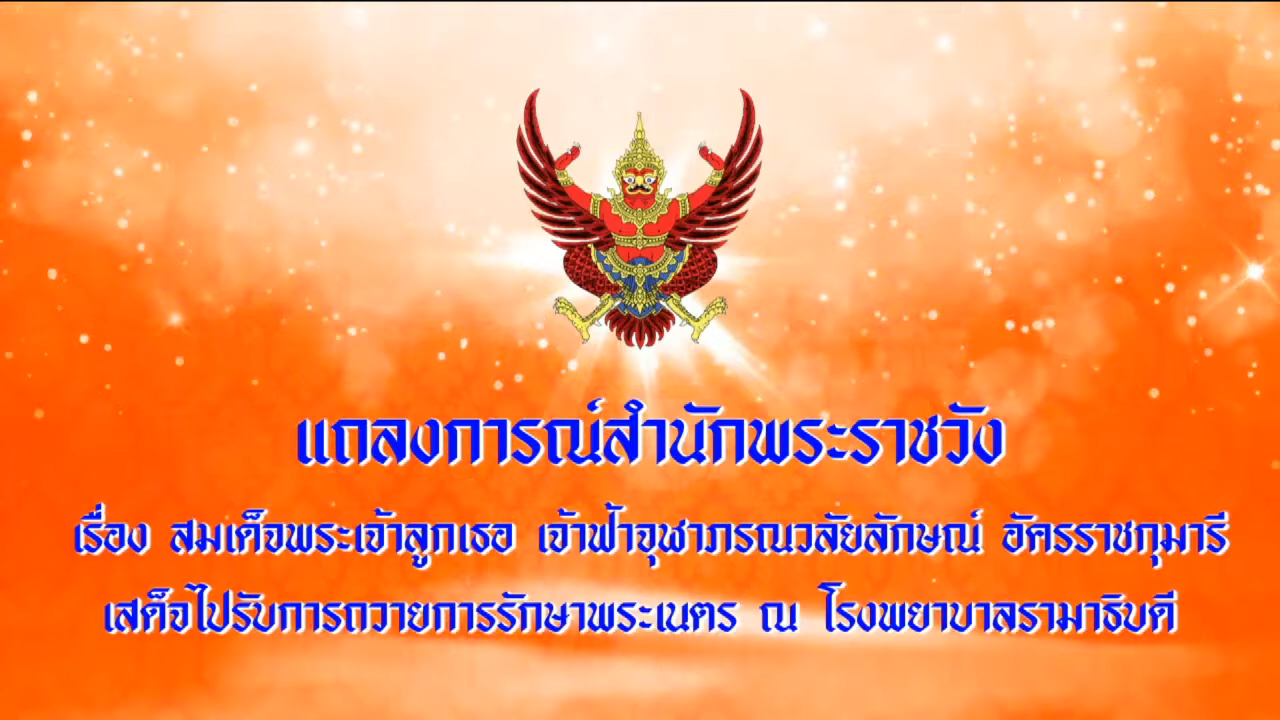 แถลงการณ์สำนักพระราชวัง
เรื่อง สมเด็จพระเจ้าลูกเธอ เจ้าฟ้าจุฬาภรณวลัยลักษณ์ อัครราชกุมารี
เสด็จไปรับการถวายการรักษาพระเนตร ณ โรงพยาบาลรามาธิบดี